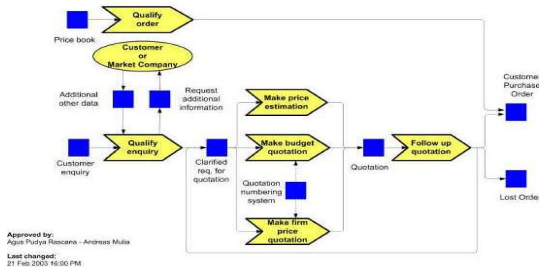 Qualify
order
Price book
Customer
or
Market Company
Additional
other data
Request
additional
information
Customer
Purchase
Order
Make price
estimation
Qualify
enquiry
Make budget
quotation
Follow up
quotation
Customer
enquiry
Clarified
req. for
quotation
Quotation
Quotation
numbering
system
Lost Order
Make firm
price
quotation
Approved by:
Agus Pudya Rascana - Andreas Mulia
Last changed:
21 Feb 2003 16:00 PM